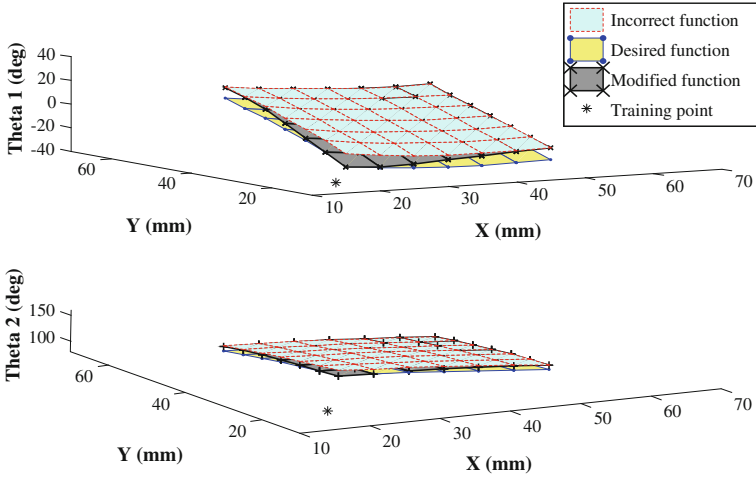 Incorrect function
Desired function
Modified function
Training point
Theta 1 (deg)
40
20
0
-20
-40
60
40
20
Y (mm)
10
20
30
40
50
60
70
X (mm)
Theta 2 (deg)
150
100
60
40
20
Y (mm)
10
20
30
40
50
60
70
X (mm)